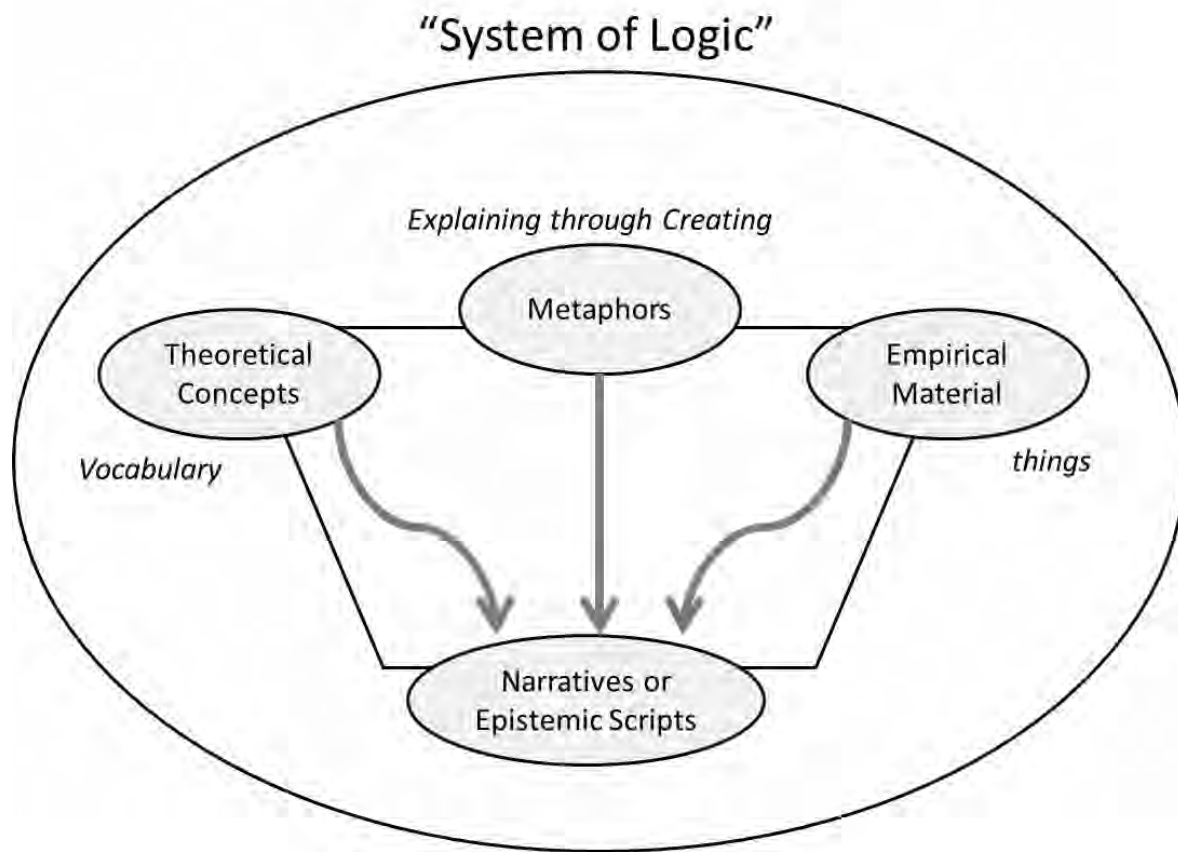 “System of Logic”
Explaining through Creating
Metaphors
Theoretical
Concepts
Empirical
Material
Vocabulary
things
Narratives or
Epistemic Scripts